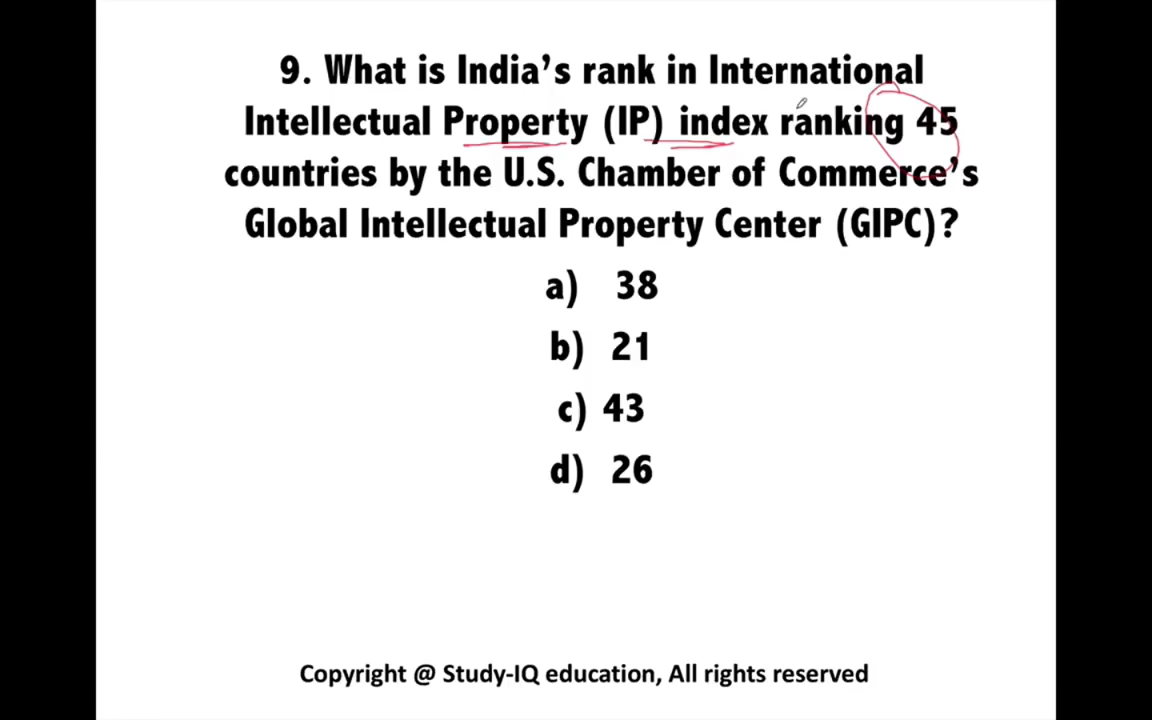 9. What is India's rank in International
Intellectual Property (IP) index ranking 45
countries by the U.S. Chamber of Commerce's
Global Intellectual Property Center (GIPC)?
a) 38
b) 21
c) 43
d) 26
Copyright @ Study-IQ education, All rights reserved